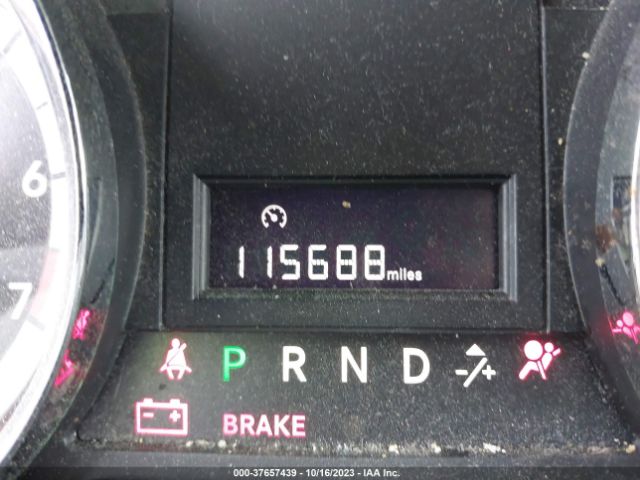 6
7
115688 miles
P R N D -/+
BRAKE
000-37657439 - 10/16/2023 - IAA Inc.